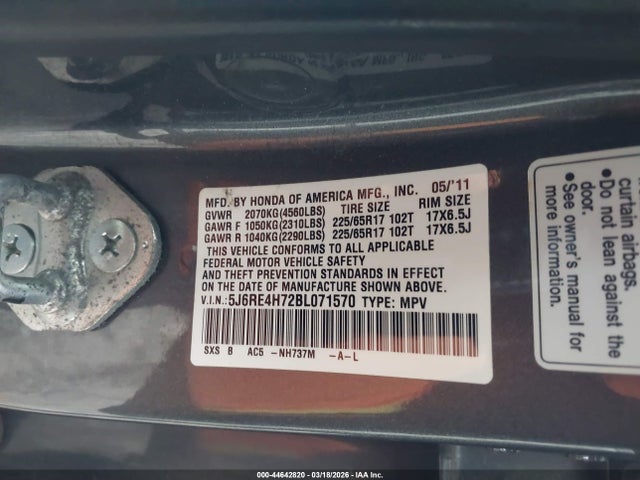 MFD. BY HONDA OF AMERICA MFG., INC. 05/'11
GVWR 2070KG(4560LBS) TIRE SIZE RIM SIZE
GAWR F 1050KG(2310LBS) 225/65R17 102T 17X6.5J
GAWR R 1040KG(2290LBS) 225/65R17 102T 17X6.5J
THIS VEHICLE CONFORMS TO ALL APPLICABLE
FEDERAL MOTOR VEHICLE SAFETY
AND THEFT PREVENTION STANDARDS IN EFFECT
ON THE DATE OF MANUFACTURE SHOWN ABOVE.
V.I.N.:5J6RE4H72BL071570 TYPE: MPV
SXS B AC5 -NH737M -A-L
curtain airbags.
•Do not lean against the
door.
•See owner's manual for
more
000-44642820 - 03/18/2026 - IAA Inc.